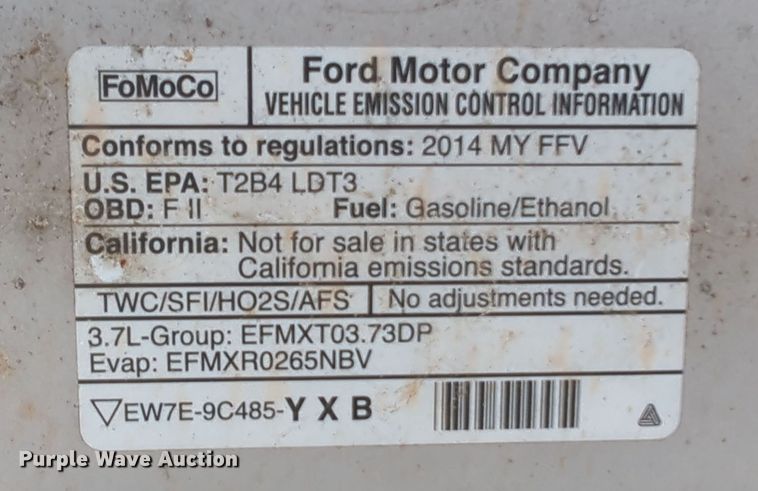 FoMoCo
Ford Motor Company
VEHICLE EMISSION CONTROL INFORMATION
Conforms to regulations: 2014 MY FFV
U.S. EPA: T2B4 LDT3
OBD: F II Fuel: Gasoline/Ethanol
California: Not for sale in states with
California emissions standards.
TWC/SFI/HO2S/AFS No adjustments needed.
3.7L-Group: EFMXT03.73DP
Evap: EFMXR0265NBV
EW7E-9C485-Y X B
Purple Wave Auction